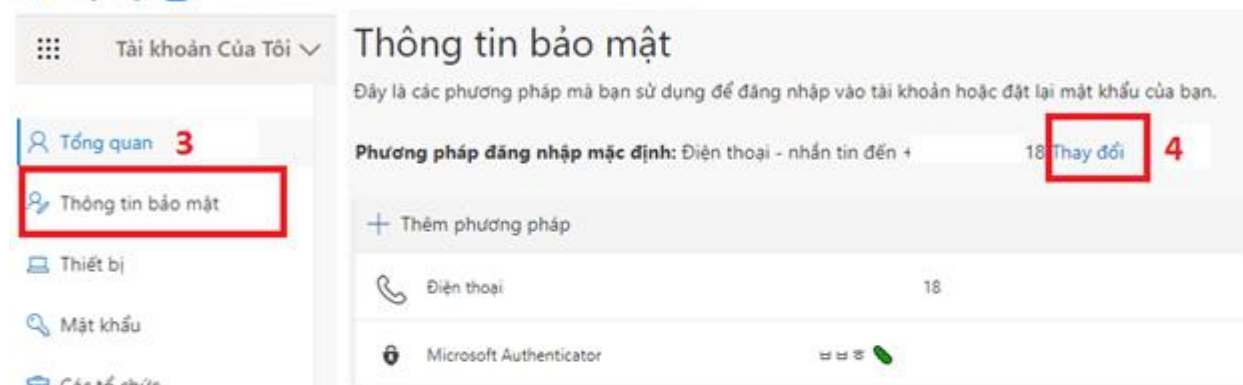 Tài khoản Của Tôi
Thông tin bảo mật
Đây là các phương pháp mà bạn sử dụng để đăng nhập vào tài khoản hoặc đặt lại mật khẩu của bạn.
Tổng quan 3
Phương pháp đăng nhập mặc định: Điện thoại - nhắn tin đến + 18 Thay đổi 4
Thông tin bảo mật
+ Thêm phương pháp
Thiết bị
Điện thoại 18
Mật khẩu
Microsoft Authenticator
Các tổ chức